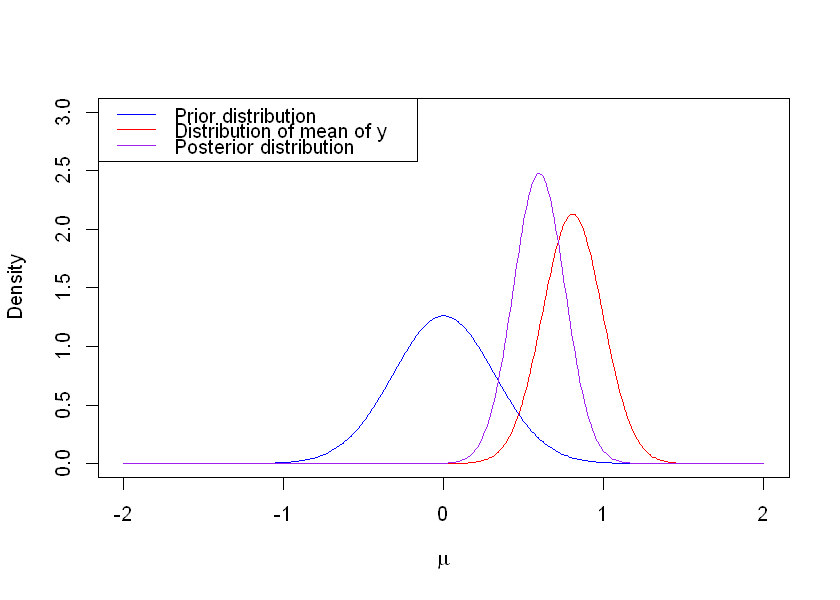 Prior distribution
Distribution of mean of y
Posterior distribution
3.0
2.5
2.0
1.5
1.0
0.5
0.0
Density
-2
-1
0
1
2
μ